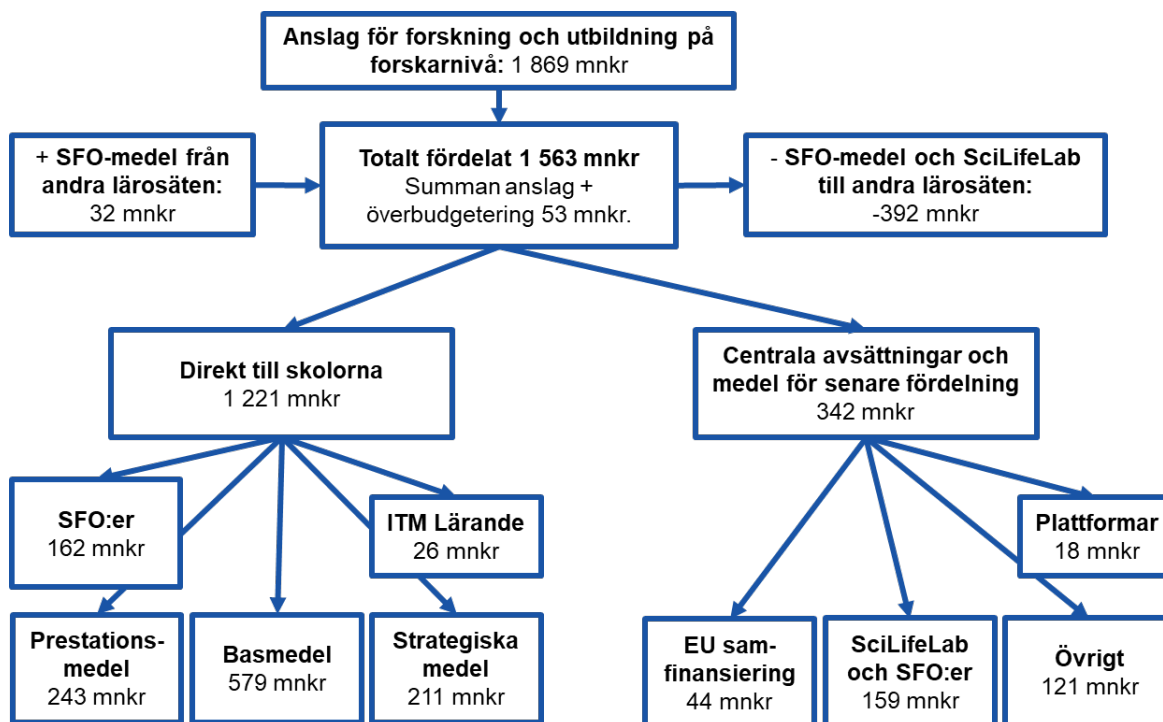 Anslag för forskning och utbildning på
forskarnivå: 1 869 mnkr
+ SFO-medel från
andra lärosäten:
32 mnkr
Totalt fördelat 1 563 mnkr
Summan anslag +
överbudgetering 53 mnkr.
- SFO-medel och SciLifeLab
till andra lärosäten:
-392 mnkr
Direkt till skolorna
1 221 mnkr
Centrala avsättningar och
medel för senare fördelning
342 mnkr
SFO:er
162 mnkr
ITM Lärande
26 mnkr
Plattformar
18 mnkr
Prestations-
medel
243 mnkr
Basmedel
579 mnkr
Strategiska
medel
211 mnkr
EU sam-
finansiering
44 mnkr
SciLifeLab
och SFO:er
159 mnkr
Övrigt
121 mnkr